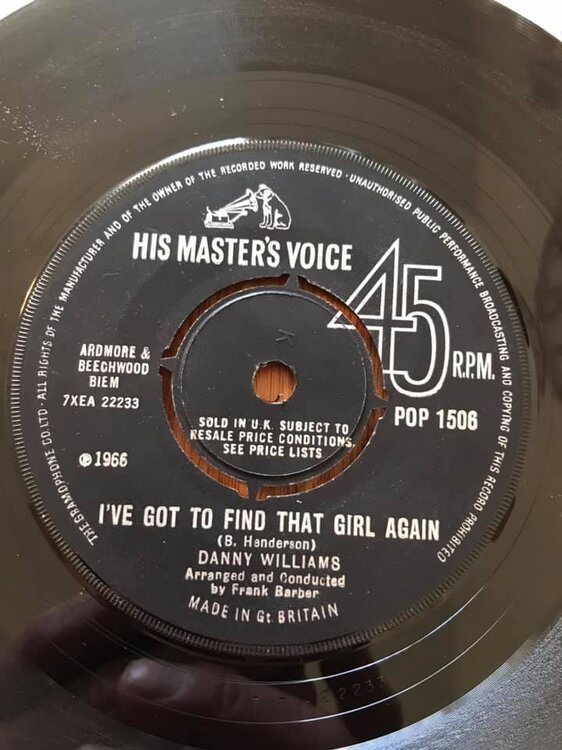 THE GRAMOPHONE CO. LTD · ALL RIGHTS OF THE MANUFACTURER AND OF THE OWNER OF THE RECORDED WORK RESERVED · UNAUTHORISED PUBLIC PERFORMANCE BROADCASTING AND COPYING OF THIS RECORD PROHIBITED
HIS MASTER'S VOICE
45 R.P.M.
ARDMORE &
BEECHWOOD
BIEM
7XEA 22233
POP 1506
K
SOLD IN U.K. SUBJECT TO
RESALE PRICE CONDITIONS,
SEE PRICE LISTS
℗1966
I'VE GOT TO FIND THAT GIRL AGAIN
(B. Henderson)
DANNY WILLIAMS
Arranged and Conducted
by Frank Barber
MADE IN Gt. BRITAIN